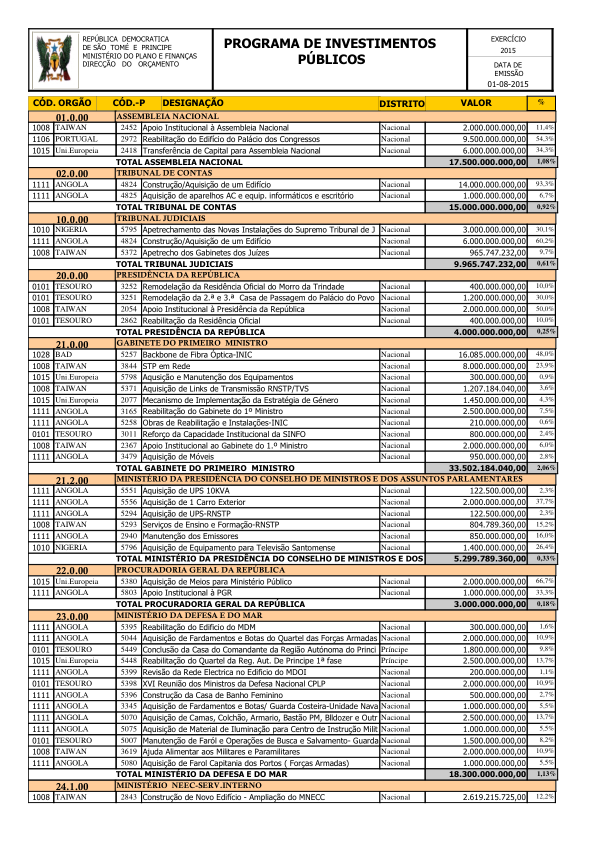 REPÚBLICA DEMOCRATICA
DE SÃO TOMÉ E PRINCIPE
MINISTÉRIO DO PLANO E FINANÇAS
DIRECÇÃO DO ORÇAMENTO
PROGRAMA DE INVESTIMENTOS
PÚBLICOS
EXERCÍCIO
2015
DATA DE
EMISSÃO
01-08-2015
CÓD. ORGÃO CÓD.-P DESIGNAÇÃO DISTRITO VALOR %
01.0.00 ASSEMBLEIA NACIONAL
1008 TAIWAN 2452 Apoio Institucional à Assembleia Nacional Nacional 2.000.000.000,00 11,4%
1106 PORTUGAL 2972 Reabilitação do Edifício do Palácio dos Congressos Nacional 9.500.000.000,00 54,3%
1015 Uni.Europeia 2418 Transferência de Capital para Assembleia Nacional Nacional 6.000.000.000,00 34,3%
TOTAL ASSEMBLEIA NACIONAL 17.500.000.000,00 1,08%
02.0.00 TRIBUNAL DE CONTAS
1111 ANGOLA 4824 Construção/Aquisição de um Edifício Nacional 14.000.000.000,00 93,3%
1111 ANGOLA 4825 Aquisição de aparelhos AC e equip. informáticos e escritório Nacional 1.000.000.000,00 6,7%
TOTAL TRIBUNAL DE CONTAS 15.000.000.000,00 0,92%
10.0.00 TRIBUNAL JUDICIAIS
1010 NIGERIA 5795 Apetrechamento das Novas Instalações do Supremo Tribunal de J Nacional 3.000.000.000,00 30,1%
1111 ANGOLA 4824 Construção/Aquisição de um Edifício Nacional 6.000.000.000,00 60,2%
1008 TAIWAN 5372 Apetrecho dos Gabinetes dos Juízes Nacional 965.747.232,00 9,7%
TOTAL TRIBUNAL JUDICIAIS 9.965.747.232,00 0,61%
20.0.00 PRESIDÊNCIA DA REPÚBLICA
0101 TESOURO 3252 Remodelação da Residência Oficial do Morro da Trindade Nacional 400.000.000,00 10,0%
0101 TESOURO 3251 Remodelação da 2.ª e 3.ª Casa de Passagem do Palácio do Povo Nacional 1.200.000.000,00 30,0%
1008 TAIWAN 2054 Apoio Institucional à Presidência da República Nacional 2.000.000.000,00 50,0%
0101 TESOURO 2862 Reabilitação da Residência Oficial Nacional 400.000.000,00 10,0%
TOTAL PRESIDÊNCIA DA REPÚBLICA 4.000.000.000,00 0,25%
21.0.00 GABINETE DO PRIMEIRO MINISTRO
1028 BAD 5257 Backbone de Fibra Óptica-INIC Nacional 16.085.000.000,00 48,0%
1008 TAIWAN 3844 STP em Rede Nacional 8.000.000.000,00 23,9%
1015 Uni.Europeia 5798 Aqusição e Manutenção dos Equipamentos Nacional 300.000.000,00 0,9%
1008 TAIWAN 5371 Aquisição de Links de Transmissão RNSTP/TVS Nacional 1.207.184.040,00 3,6%
1015 Uni.Europeia 2077 Mecanismo de Implementação da Estratégia de Género Nacional 1.450.000.000,00 4,3%
1111 ANGOLA 3165 Reabilitação do Gabinete do 1º Ministro Nacional 2.500.000.000,00 7,5%
1111 ANGOLA 5258 Obras de Reabilitação e Instalações-INIC Nacional 210.000.000,00 0,6%
0101 TESOURO 3011 Reforço da Capacidade Institucional da SINFO Nacional 800.000.000,00 2,4%
1008 TAIWAN 2367 Apoio Institucional ao Gabinete do 1.º Ministro Nacional 2.000.000.000,00 6,0%
1111 ANGOLA 3479 Aquisição de Móveis Nacional 950.000.000,00 2,8%
TOTAL GABINETE DO PRIMEIRO MINISTRO 33.502.184.040,00 2,06%
21.2.00 MINISTÉRIO DA PRESIDÊNCIA DO CONSELHO DE MINISTROS E DOS ASSUNTOS PARLAMENTARES
1111 ANGOLA 5551 Aquisição de UPS 10KVA Nacional 122.500.000,00 2,3%
1111 ANGOLA 5556 Aquisição de 1 Carro Exterior Nacional 2.000.000.000,00 37,7%
1111 ANGOLA 5294 Aquisição de UPS-RNSTP Nacional 122.500.000,00 2,3%
1008 TAIWAN 5293 Serviços de Ensino e Formação-RNSTP Nacional 804.789.360,00 15,2%
1111 ANGOLA 2940 Manutenção dos Emissores Nacional 850.000.000,00 16,0%
1010 NIGERIA 5796 Aquisição de Equipamento para Televisão Santomense Nacional 1.400.000.000,00 26,4%
TOTAL MINISTÉRIO DA PRESIDÊNCIA DO CONSELHO DE MINISTROS E DOS 5.299.789.360,00 0,33%
22.0.00 PROCURADORIA GERAL DA REPÚBLICA
1015 Uni.Europeia 5380 Aquisição de Meios para Ministério Público Nacional 2.000.000.000,00 66,7%
1111 ANGOLA 5803 Apoio Institucional à PGR Nacional 1.000.000.000,00 33,3%
TOTAL PROCURADORIA GERAL DA REPÚBLICA 3.000.000.000,00 0,18%
23.0.00 MINISTÉRIO DA DEFESA E DO MAR
1111 ANGOLA 5395 Reabilitação do Edificio do MDM Nacional 300.000.000,00 1,6%
1111 ANGOLA 5044 Aquisição de Fardamentos e Botas do Quartel das Forças Armadas Nacional 2.000.000.000,00 10,9%
0101 TESOURO 5449 Conclusão da Casa do Comandante da Região Autónoma do Princi Príncipe 1.800.000.000,00 9,8%
1015 Uni.Europeia 5448 Reabilitação do Quartel da Reg. Aut. De Principe 1ª fase Príncipe 2.500.000.000,00 13,7%
1111 ANGOLA 5399 Revisão da Rede Electrica no Edificio do MDOI Nacional 200.000.000,00 1,1%
0101 TESOURO 5398 XVI Reunião dos Ministros da Defesa Nacional CPLP Nacional 2.000.000.000,00 10,9%
1111 ANGOLA 5396 Construção da Casa de Banho Feminino Nacional 500.000.000,00 2,7%
1111 ANGOLA 3345 Aquisição de Fardamentos e Botas/ Guarda Costeira-Unidade Nava Nacional 1.000.000.000,00 5,5%
1111 ANGOLA 5070 Aquisição de Camas, Colchão, Armario, Bastão PM, Blldozer e Outr Nacional 2.500.000.000,00 13,7%
1111 ANGOLA 5075 Aquisição de Material de Iluminação para Centro de Instrução Milit Nacional 1.000.000.000,00 5,5%
0101 TESOURO 5007 Manutenção de Faról e Operações de Busca e Salvamento- Guarda Nacional 1.500.000.000,00 8,2%
1008 TAIWAN 3619 Ajuda Alimentar aos Militares e Paramilitares Nacional 2.000.000.000,00 10,9%
1111 ANGOLA 5080 Aquisição de Farol Capitania dos Portos ( Forças Armadas) Nacional 1.000.000.000,00 5,5%
TOTAL MINISTÉRIO DA DEFESA E DO MAR 18.300.000.000,00 1,13%
24.1.00 MINISTÉRIO NEEC-SERV.INTERNO
1008 TAIWAN 2843 Construção de Novo Edifício - Ampliação do MNECC Nacional 2.619.215.725,00 12,2%